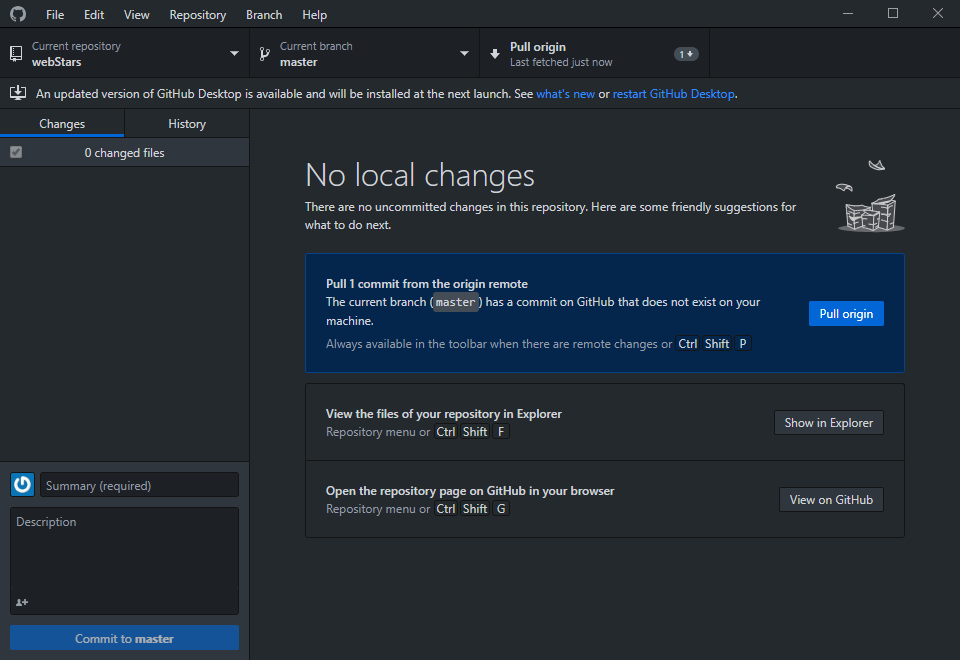 File Edit View Repository Branch Help
Current repository
webStars
Current branch
master
Pull origin
Last fetched just now
1
An updated version of GitHub Desktop is available and will be installed at the next launch. See what's new or restart GitHub Desktop.
Changes
History
0 changed files
No local changes
There are no uncommitted changes in this repository. Here are some friendly suggestions for
what to do next.
Pull 1 commit from the origin remote
The current branch (master) has a commit on GitHub that does not exist on your
machine.
Always available in the toolbar when there are remote changes or Ctrl Shift P
Pull origin
View the files of your repository in Explorer
Repository menu or Ctrl Shift F
Show in Explorer
Open the repository page on GitHub in your browser
Repository menu or Ctrl Shift G
View on GitHub
Summary (required)
Description
Commit to master